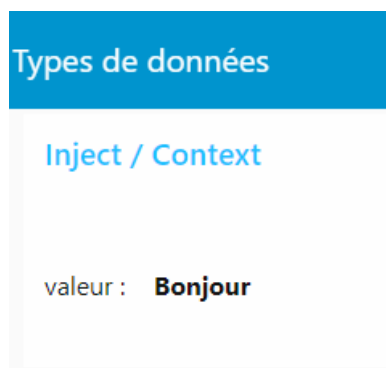 Types de données
Inject / Context
valeur : Bonjour